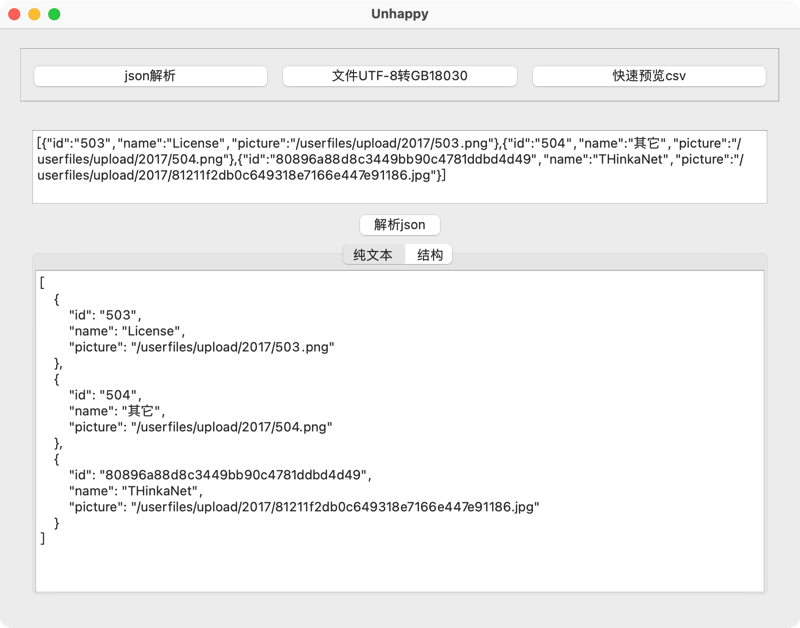 Unhappy
json解析
文件UTF-8转GB18030
快速预览csv
[{"id":"503","name":"License","picture":"/userfiles/upload/2017/503.png"},{"id":"504","name":"其它","picture":"/
userfiles/upload/2017/504.png"},{"id":"80896a88d8c3449bb90c4781ddbd4d49","name":"THinkaNet","picture":"/
userfiles/upload/2017/81211f2db0c649318e7166e447e91186.jpg"}]
解析json
纯文本
结构
[
    {
        "id": "503",
        "name": "License",
        "picture": "/userfiles/upload/2017/503.png"
    },
    {
        "id": "504",
        "name": "其它",
        "picture": "/userfiles/upload/2017/504.png"
    },
    {
        "id": "80896a88d8c3449bb90c4781ddbd4d49",
        "name": "THinkaNet",
        "picture": "/userfiles/upload/2017/81211f2db0c649318e7166e447e91186.jpg"
    }
]